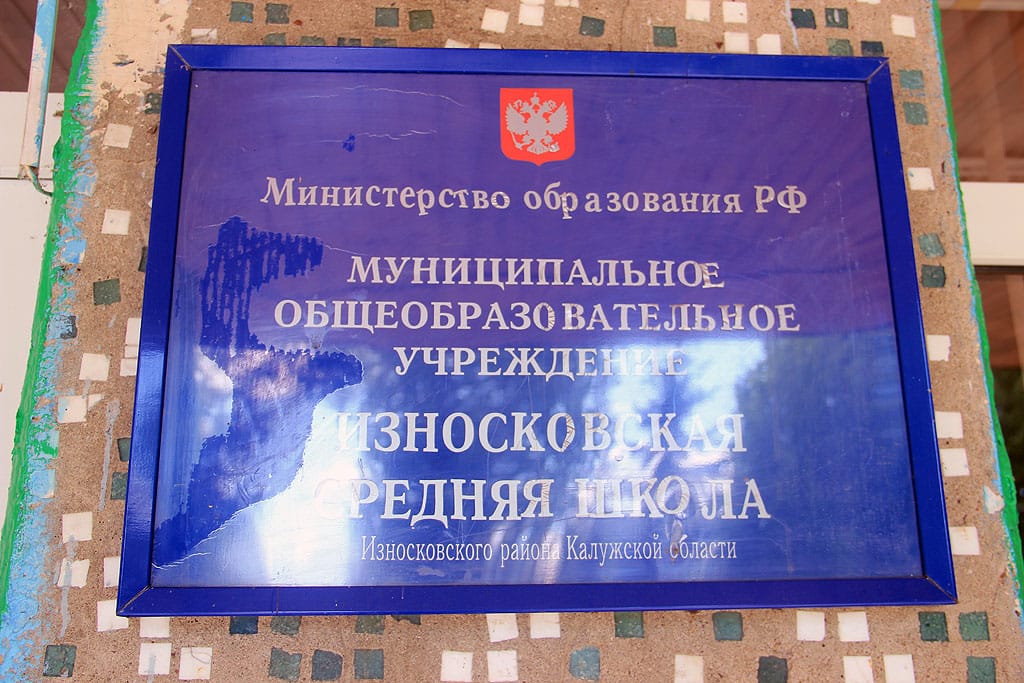 Министерство образования РФ
МУНИЦИПАЛЬНОЕ
ОБЩЕОБРАЗОВАТЕЛЬНОЕ
УЧРЕЖДЕНИЕ
ИЗНОСКОВСКАЯ
СРЕДНЯЯ ШКОЛА
Износковского района Калужской области